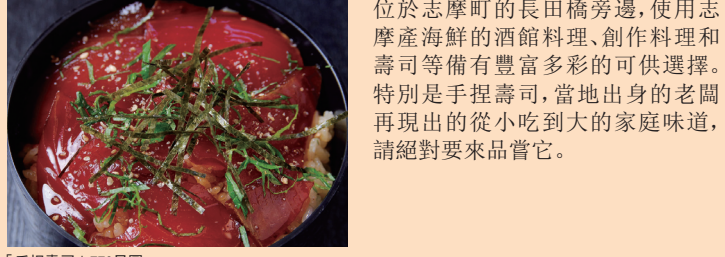 位於志摩町的長田橋旁邊,使用志
摩產海鮮的酒館料理、創作料理和
壽司等備有豐富多彩的可供選擇。
特別是手捏壽司,當地出身的老闆
再現出的從小吃到大的家庭味道,
請絕對要來品嘗它。